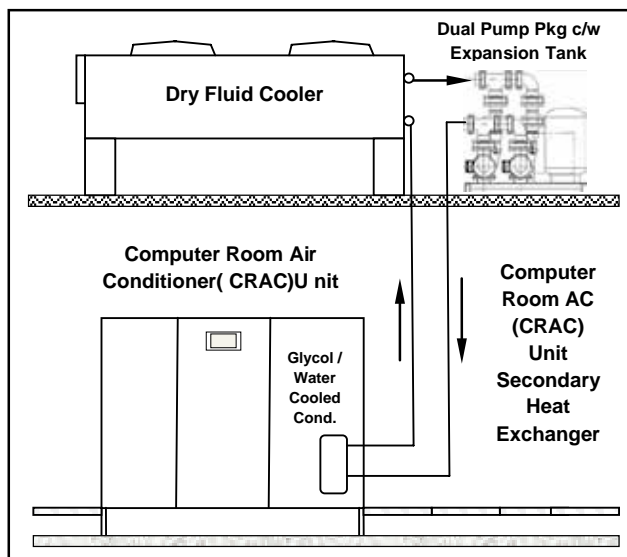 Dual Pump Pkg c/w
Expansion Tank
Dry Fluid Cooler
Computer Room Air
Conditioner( CRAC)U nit
Glycol /
Water
Cooled
Cond.
Computer
Room AC
(CRAC)
Unit
Secondary
Heat
Exchanger